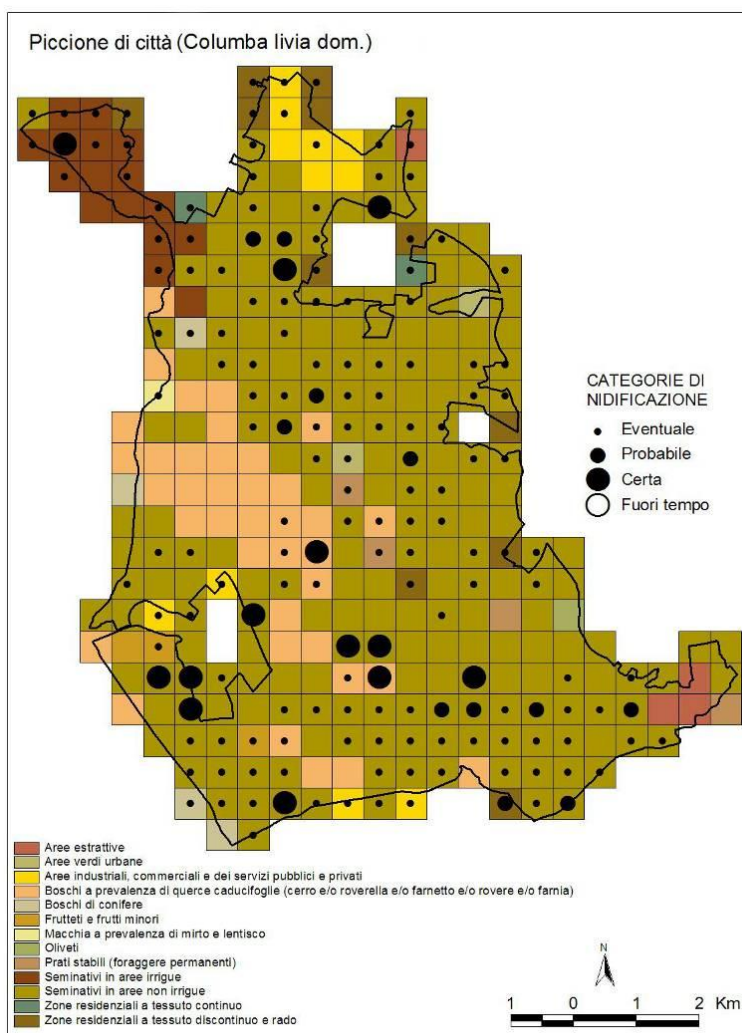 Piccione di città (Columba livia dom.)
CATEGORIE DI
NIDIFICAZIONE
Eventuale
Probabile
Certa
Fuori tempo
Aree estrattive
Aree verdi urbane
Aree industriali, commerciali e dei servizi pubblici e privati
Boschi a prevalenza di querce caducifoglie (cerro e/o roverella e/o farnetto e/o rovere e/o farnia)
Boschi di conifere
Frutteti e frutti minori
Macchia a prevalenza di mirto e lentisco
Oliveti
Prati stabili (foraggere permanenti)
Seminativi in aree irrigue
Seminativi in aree non irrigue
Zone residenziali a tessuto continuo
Zone residenziali a tessuto discontinuo e rado
N
1 0 1 2 Km